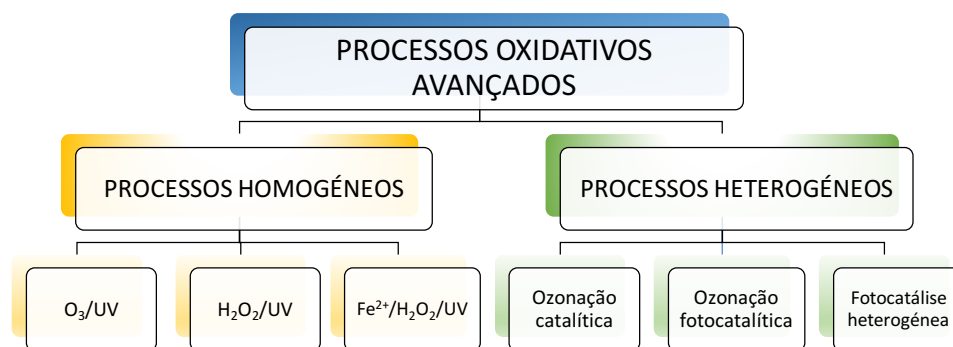 PROCESSOS OXIDATIVOS
AVANÇADOS
PROCESSOS HOMOGÉNEOS
PROCESSOS HETEROGÉNEOS
O₃/UV
H₂O₂/UV
Fe²⁺/H₂O₂/UV
Ozonação
catalítica
Ozonação
fotocatalítica
Fotocatálise
heterogénea